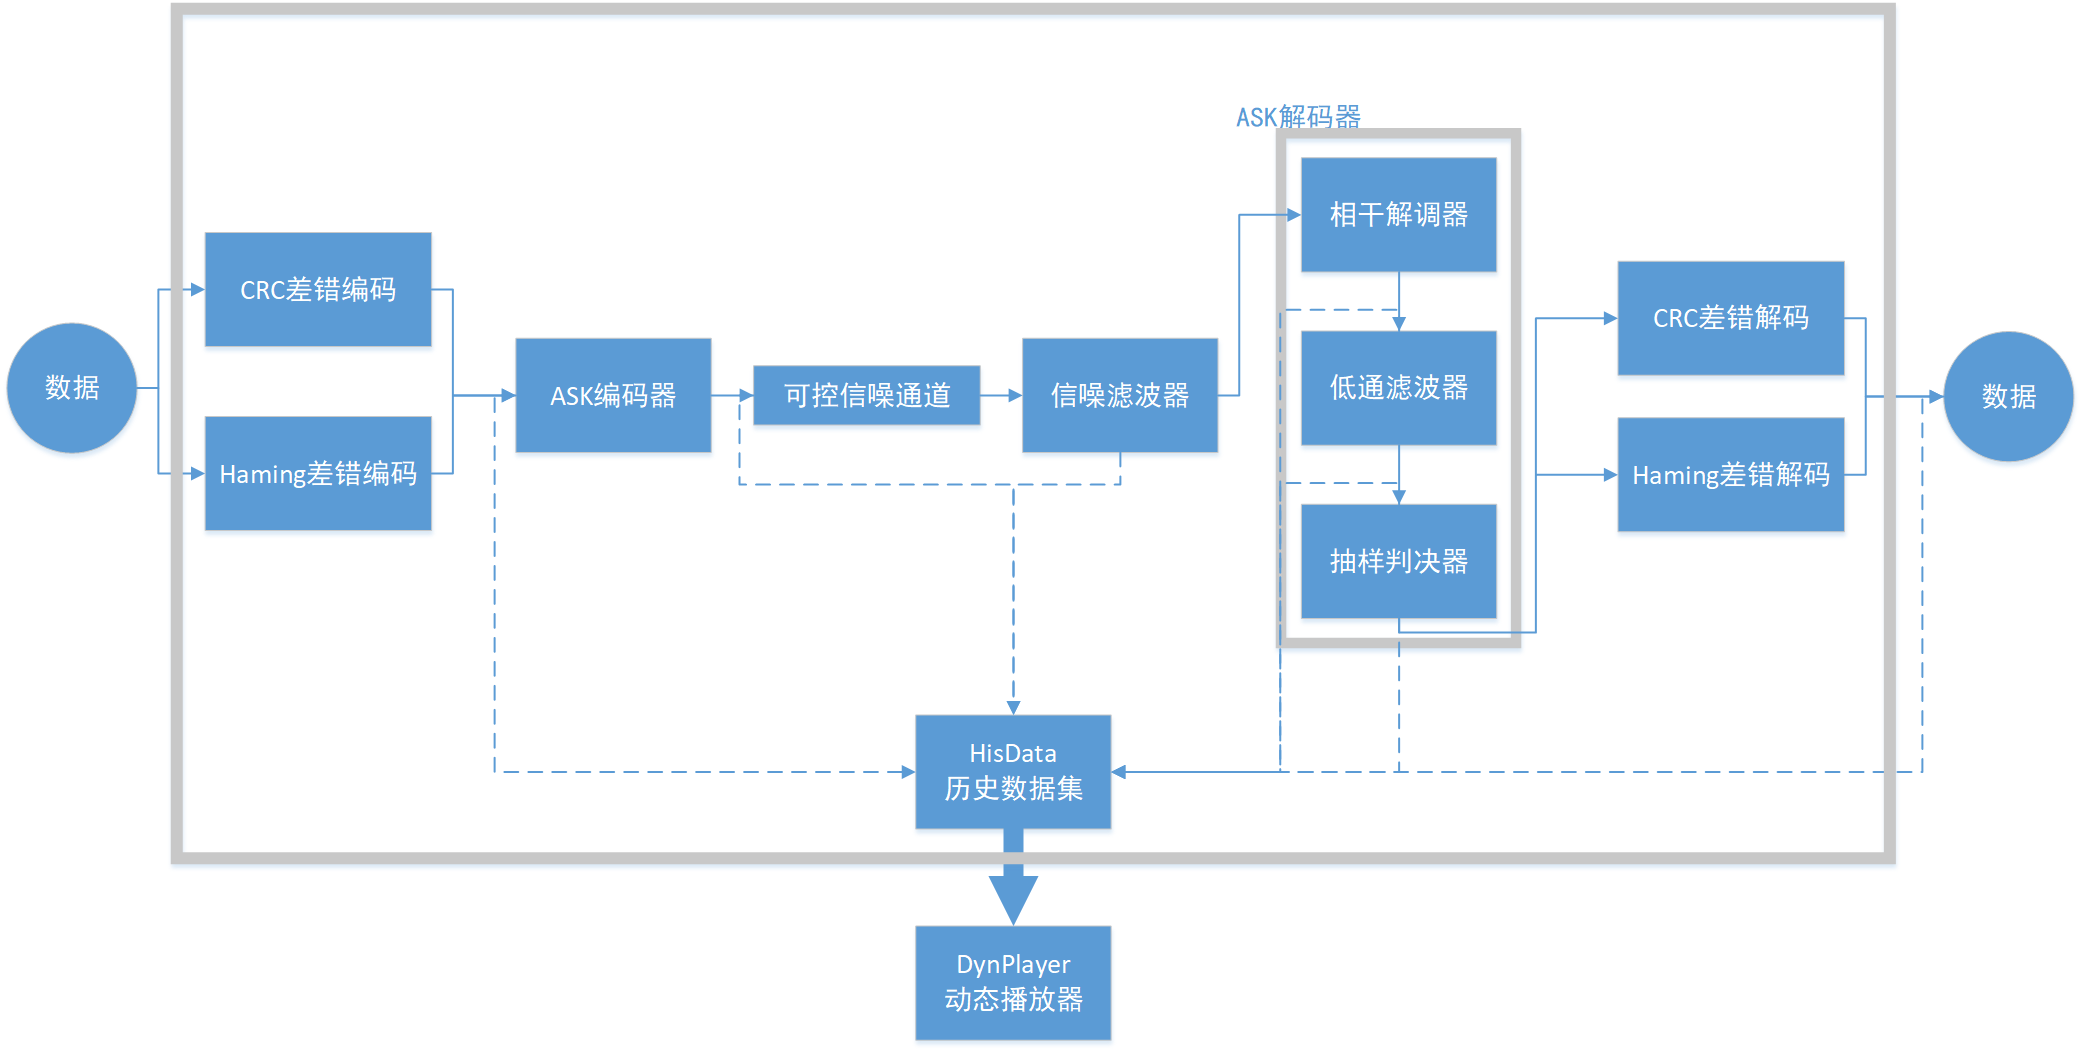 数据
CRC差错编码
Haming差错编码
ASK编码器
可控信噪通道
信噪滤波器
ASK解码器
相干解调器
低通滤波器
抽样判决器
CRC差错解码
Haming差错解码
数据
HisData
历史数据集
DynPlayer
动态播放器